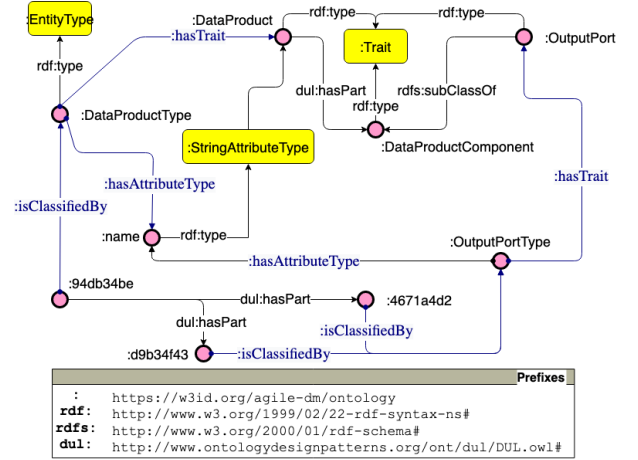 :EntityType
:DataProduct
rdf:type
rdf:type
:hasTrait
:Trait
:OutputPort
rdf:type
dul:hasPart
rdfs:subClassOf
rdf:type
:DataProductType
:StringAttributeType
:DataProductComponent
:hasAttributeType
:hasTrait
:isClassifiedBy
:name
rdf:type
:OutputPortType
:hasAttributeType
:94db34be
dul:hasPart
:4671a4d2
dul:hasPart
:isClassifiedBy
:d9b34f43
:isClassifiedBy
Prefixes
: https://w3id.org/agile-dm/ontology
rdf: http://www.w3.org/1999/02/22-rdf-syntax-ns#
rdfs: http://www.w3.org/2000/01/rdf-schema#
dul: http://www.ontologydesignpatterns.org/ont/dul/DUL.owl#